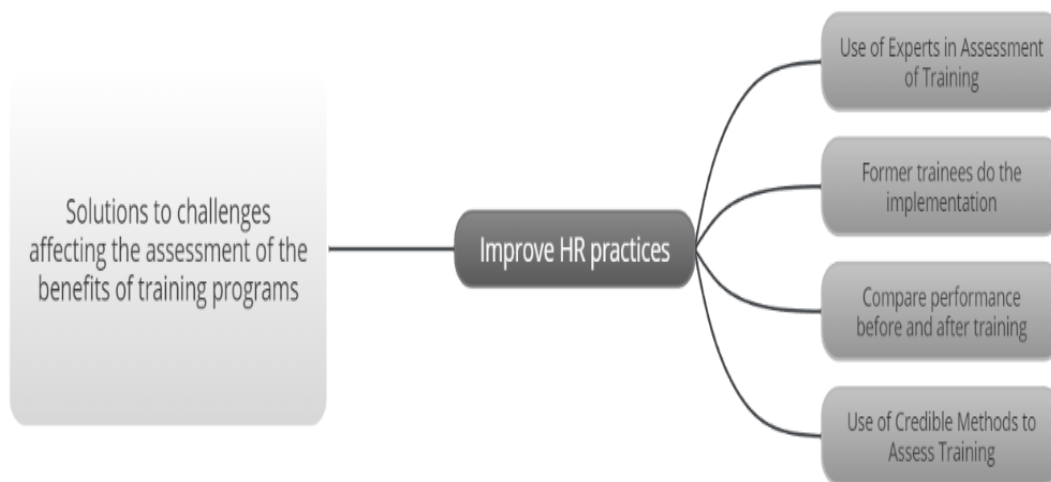 Solutions to challenges
affecting the assessment of the
benefits of training programs
Improve HR practices
Use of Experts in Assessment
of Training
Former trainees do the
implementation
Compare performance
before and after training
Use of Credible Methods to
Assess Training